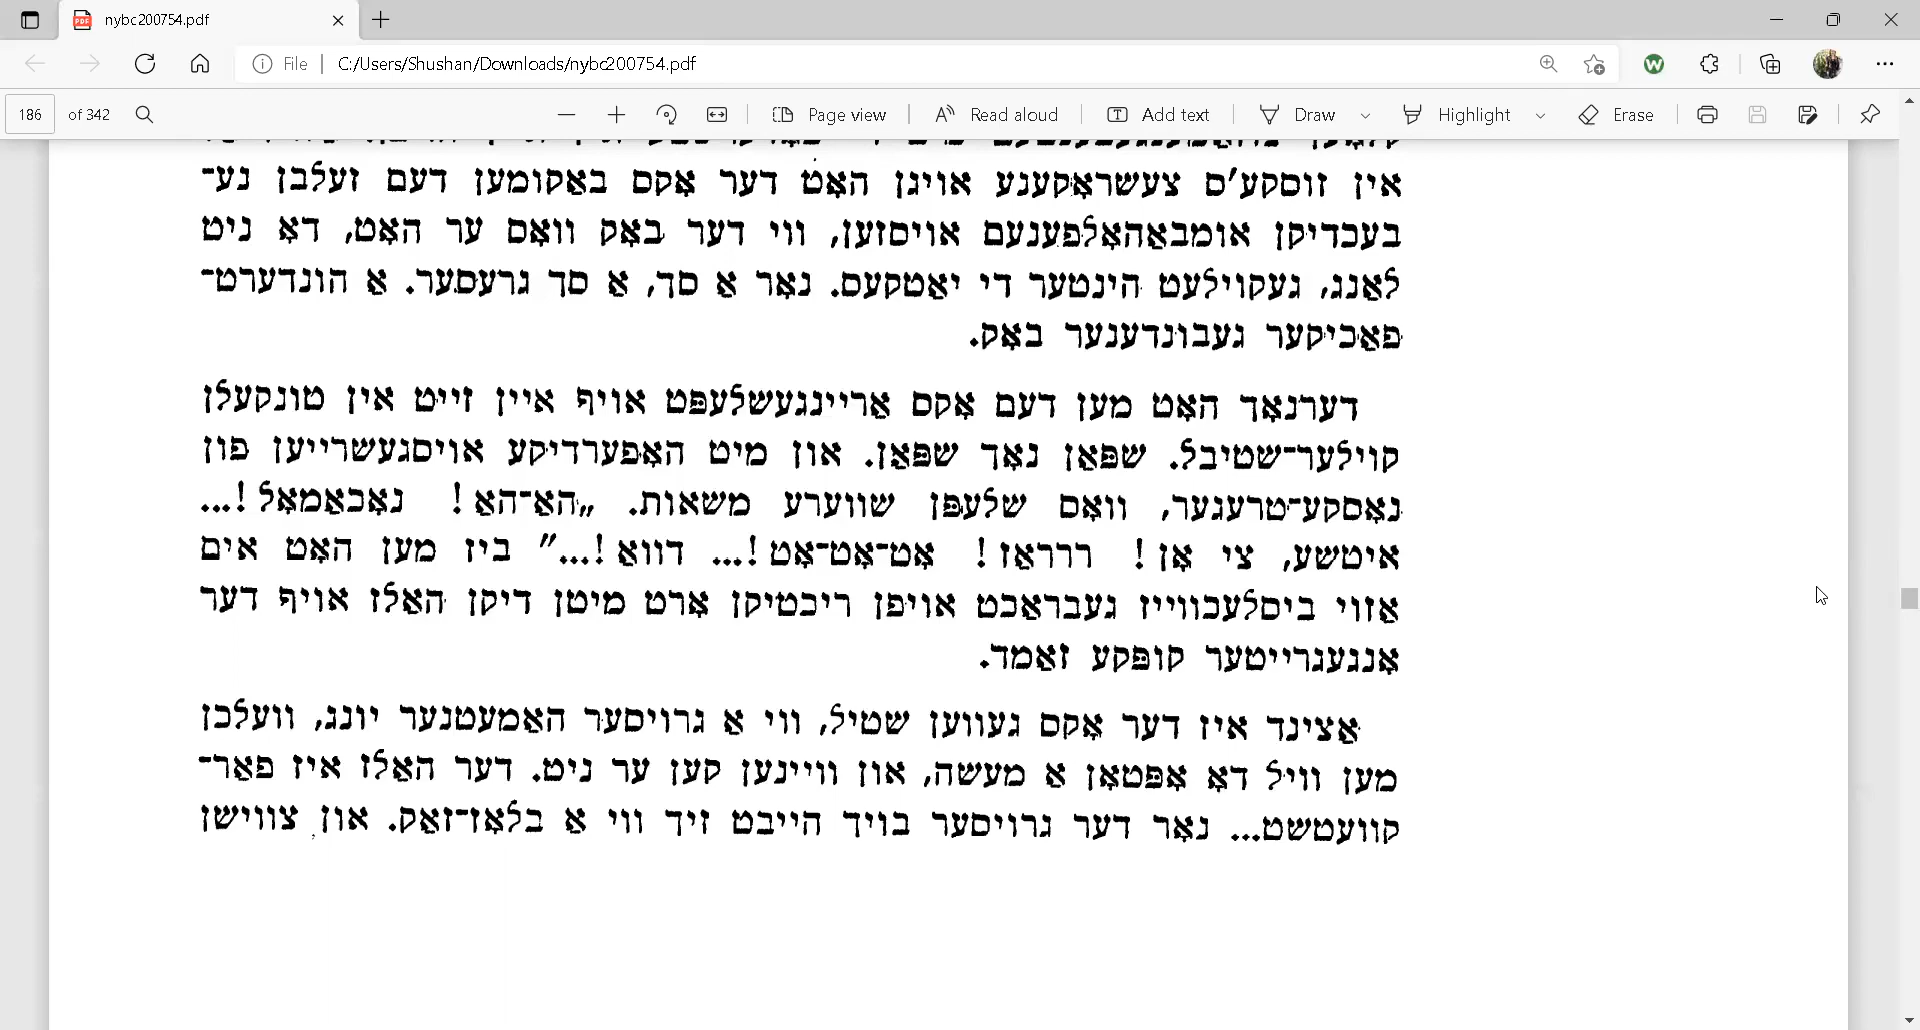 nybc200754.pdf
File
C:/Users/Shushan/Downloads/nybc200754.pdf
186 of 342
Page view
Read aloud
Add text
Draw
Highlight
Erase
אין זוסקע'ס צעשראָקענע אויגן האָט דער אָקס באַקומען דעם זעלבן נע־
בעכדיקן אומבאַהאָלפענעם אויסזען, ווי דער באָק וואָס ער האָט, דאָ ניט
לאַנג, געקוילעט הינטער די יאַטקעס. נאָר אַ סך, אַ סך גרעסער. אַ הונדערט־
פאַכיקער געבונדענער באָק.
דערנאָך האָט מען דעם אָקס אַריינגעשלעפּט אויף איין זייט אין טונקעלן
קוילער־שטיבל. שפּאַן נאָך שפּאַן. און מיט האָפּערדיקע אויסגעשרייען פון
נאָסקע־טרעגער, וואָס שלעפּן שווערע משאות. „האַ־האַ! נאָכאַמאָל!...
איטשע, צי אָן! ררראַז! אָט־אָט־אָט!... דוואַ!..." ביז מען האָט אים
אַזוי ביסלעכווייז געבראַכט אויפן ריכטיקן אָרט מיטן דיקן האַלז אויף דער
אָנגעגרייטער קופּקע זאַמד.
אַצינד איז דער אָקס געווען שטיל, ווי אַ גרויסער האַמעטנער יונג, וועלכן
מען וויל דאָ אָפּטאָן אַ מעשה, און וויינען קען ער ניט. דער האַלז איז פאַר־
קוועטשט... נאָר דער גרויסער בויך הייבט זיך ווי אַ בלאָז־זאַק. און צווישן